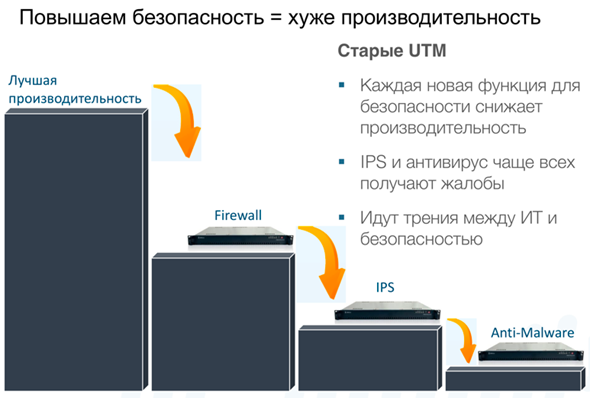 Повышаем безопасность = хуже производительность
Старые UTM
Каждая новая функция для
безопасности снижает
производительность
IPS и антивирус чаще всех
получают жалобы
Идут трения между ИТ и
безопасностью
Лучшая
производительность
Firewall
IPS
Anti-Malware